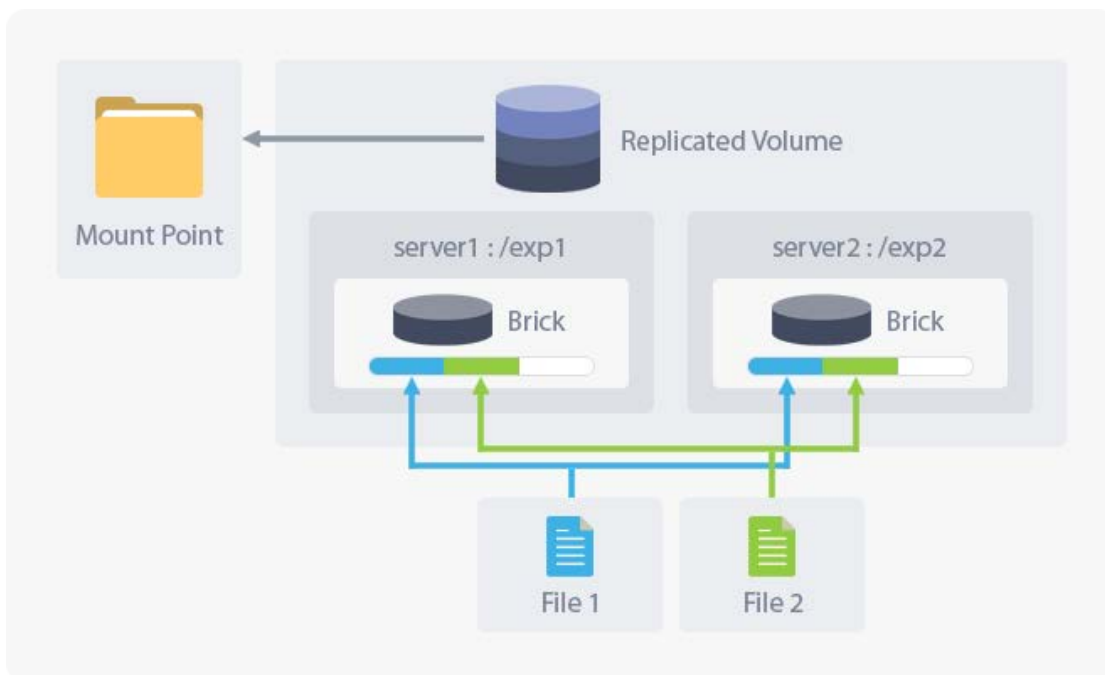 Replicated Volume
Mount Point
server1 : /exp1
server2 : /exp2
Brick
Brick
File 1
File 2